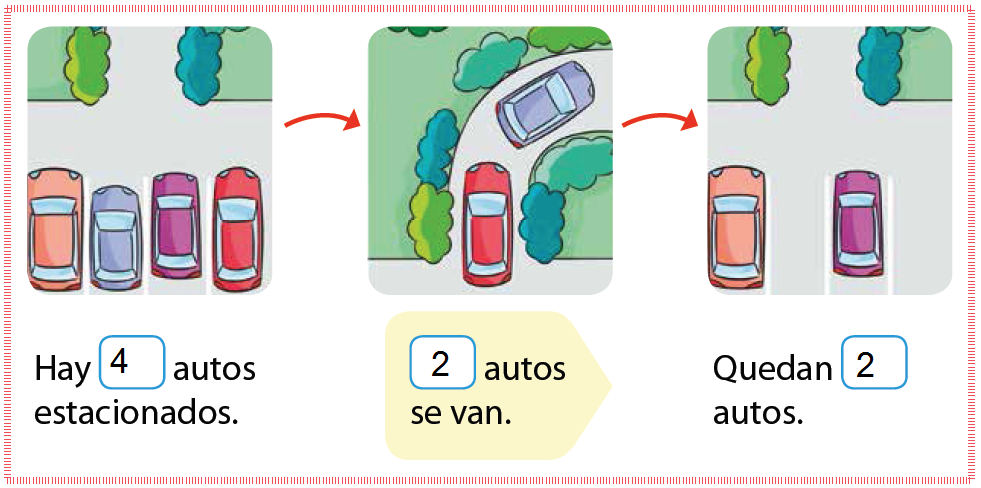 Hay 4 autos
estacionados.
2 autos
se van.
Quedan 2
autos.